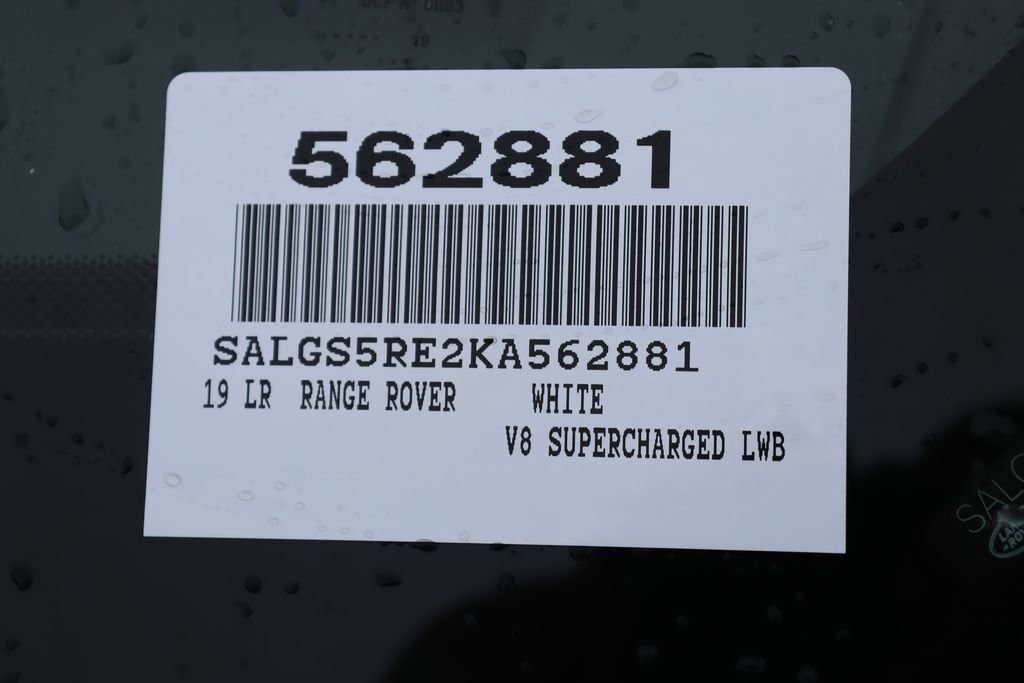 562881
SALGS5RE2KA562881
19 LR RANGE ROVER WHITE
V8 SUPERCHARGED LWB